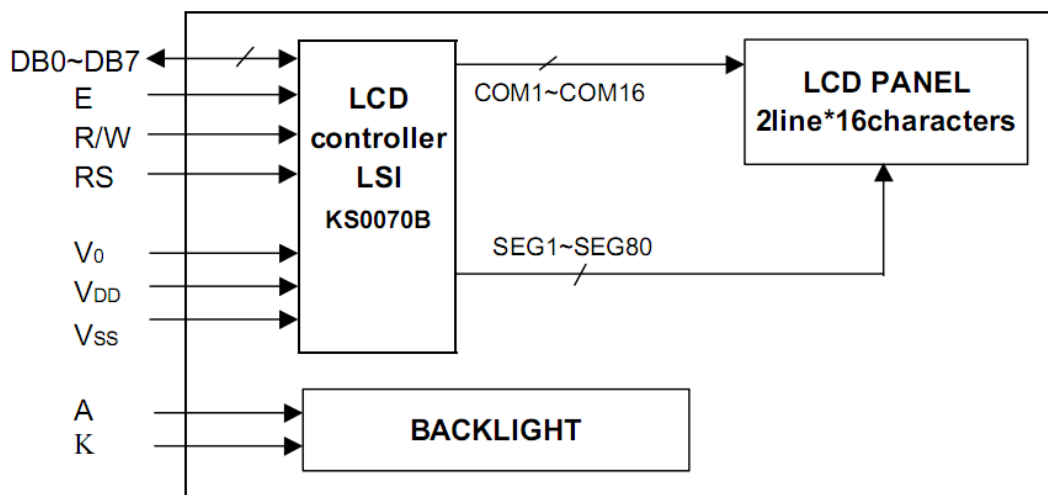 DB0~DB7
E
R/W
RS
V0
VDD
VSS
A
K
LCD
controller
LSI
KS0070B
COM1~COM16
SEG1~SEG80
LCD PANEL
2line*16characters
BACKLIGHT